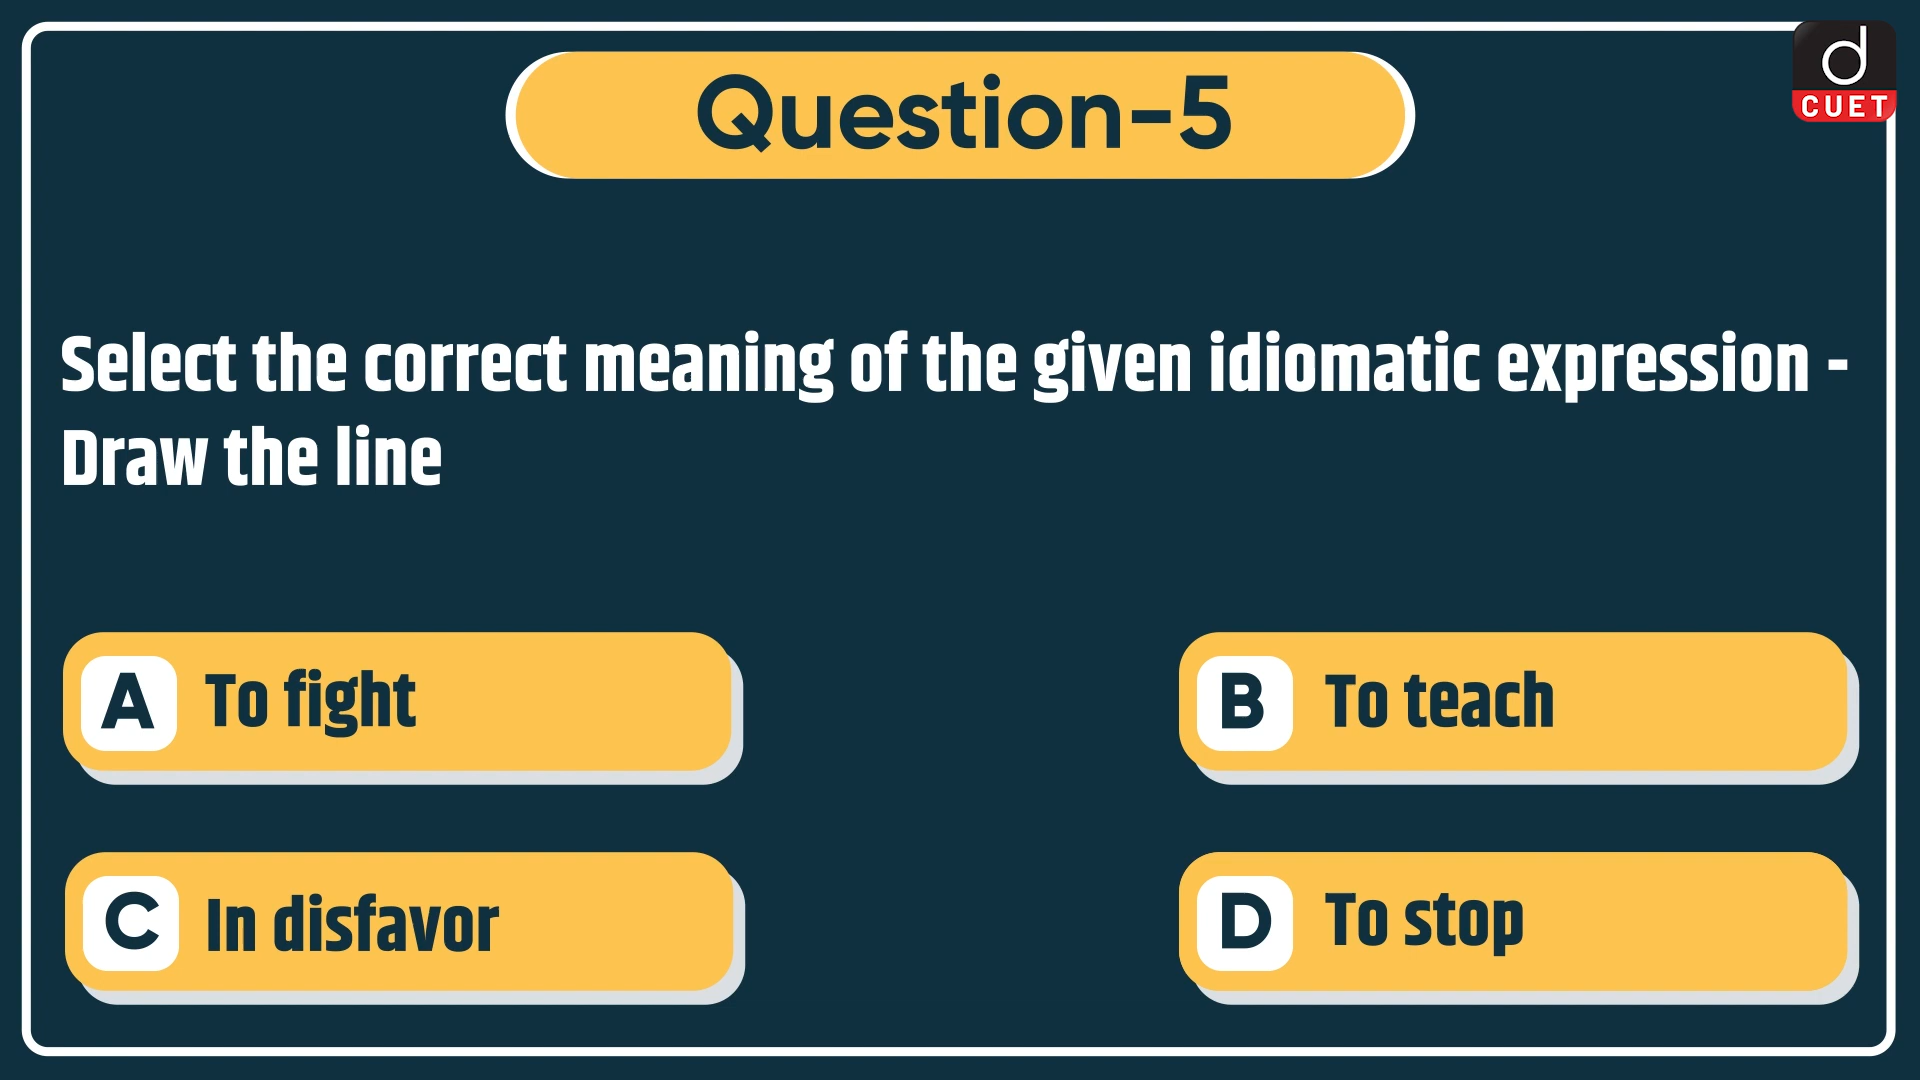 d
CUET
Question-5
Select the correct meaning of the given idiomatic expression -
Draw the line
A To fight
B To teach
C In disfavor
D To stop